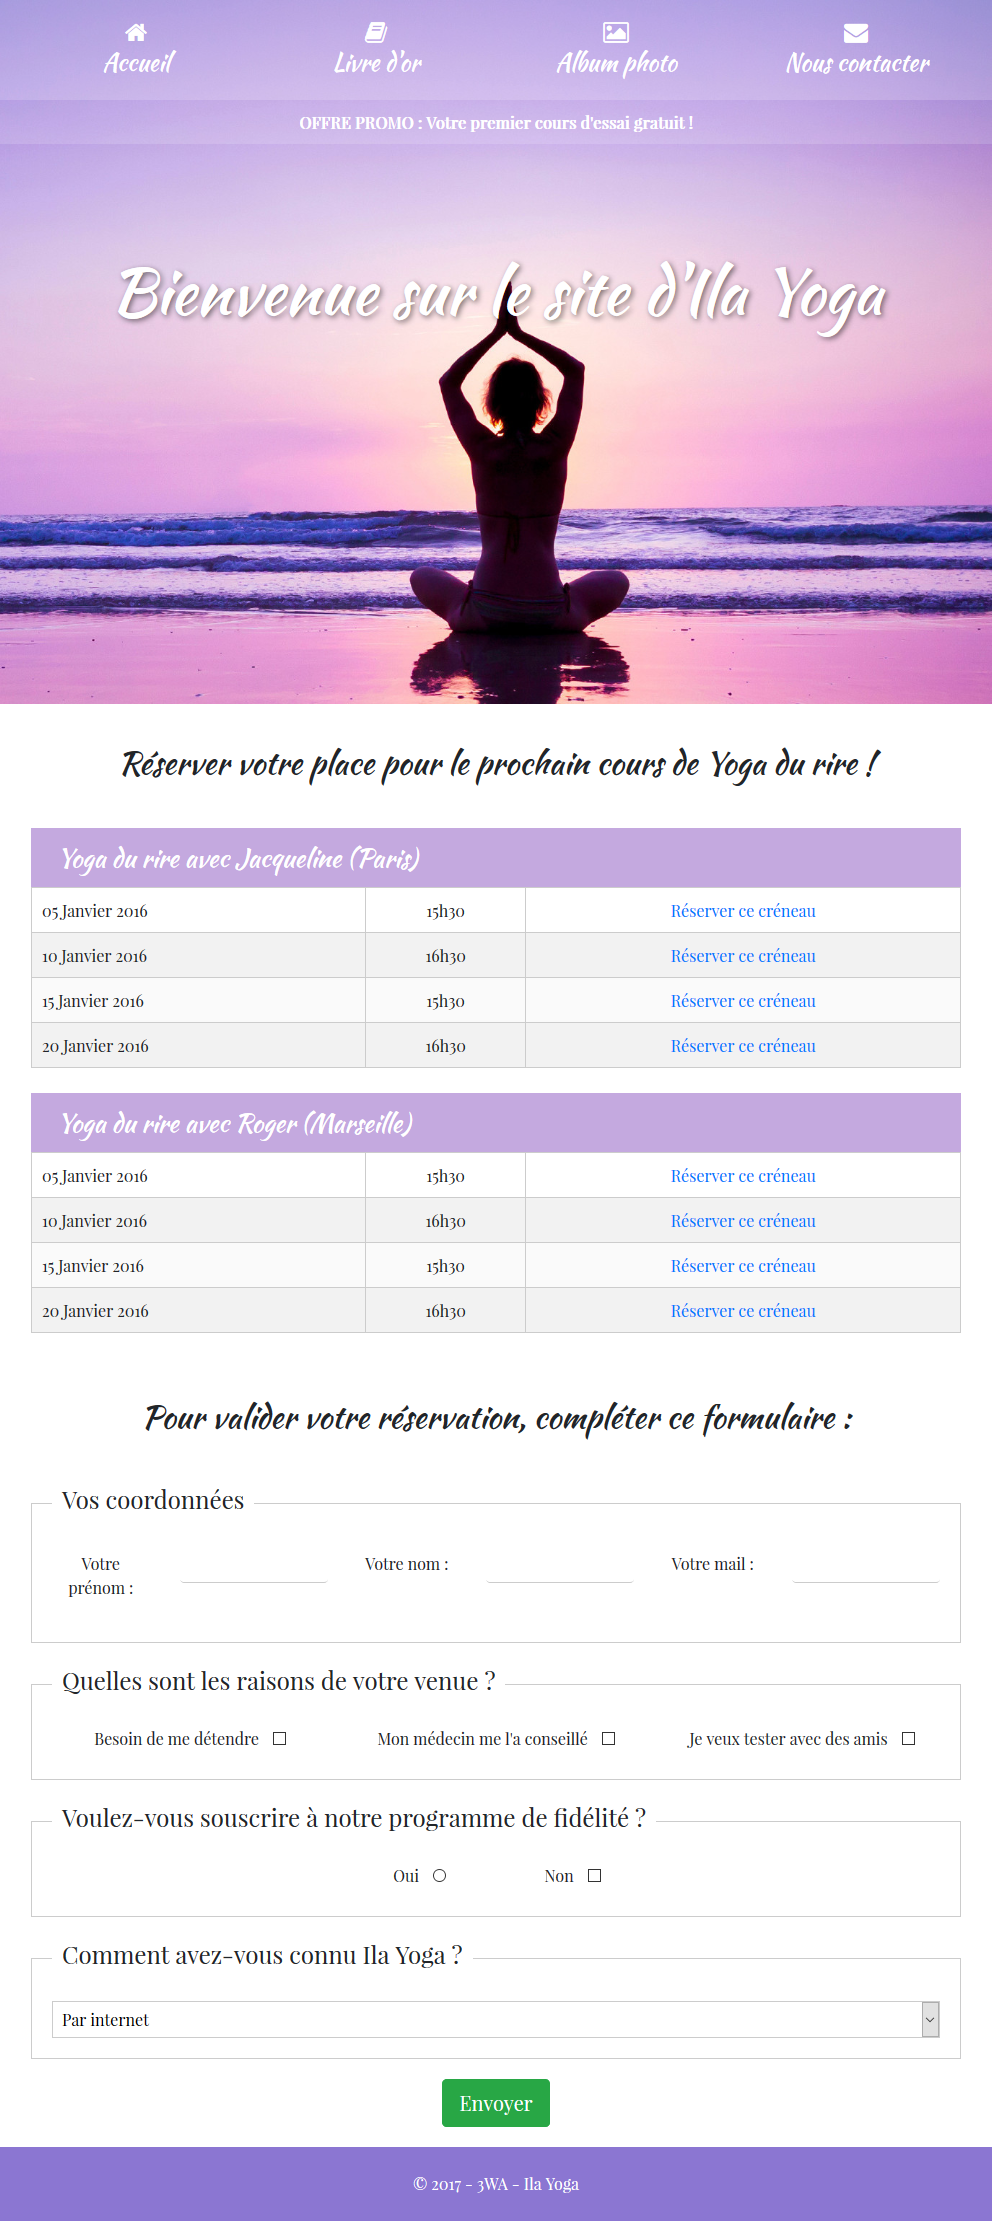 Accueil
Livre d'or
Album photo
Nous contacter
OFFRE PROMO : Votre premier cours d'essai gratuit !
Bienvenue sur le site d'Ila Yoga
Réserver votre place pour le prochain cours de Yoga du rire !
Yoga du rire avec Jacqueline (Paris)
05 Janvier 2016 15h30 Réserver ce créneau
10 Janvier 2016 16h30 Réserver ce créneau
15 Janvier 2016 15h30 Réserver ce créneau
20 Janvier 2016 16h30 Réserver ce créneau
Yoga du rire avec Roger (Marseille)
05 Janvier 2016 15h30 Réserver ce créneau
10 Janvier 2016 16h30 Réserver ce créneau
15 Janvier 2016 15h30 Réserver ce créneau
20 Janvier 2016 16h30 Réserver ce créneau
Pour valider votre réservation, compléter ce formulaire :
Vos coordonnées
Votre
prénom :
Votre nom :
Votre mail :
Quelles sont les raisons de votre venue ?
Besoin de me détendre
Mon médecin me l'a conseillé
Je veux tester avec des amis
Voulez-vous souscrire à notre programme de fidélité ?
Oui
Non
Comment avez-vous connu Ila Yoga ?
Par internet
Envoyer
© 2017 - 3WA - Ila Yoga